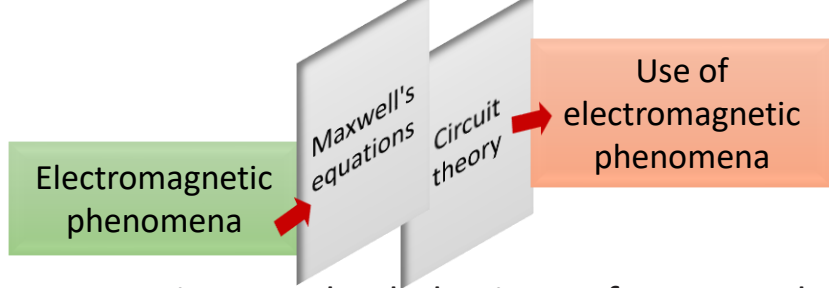 Electromagnetic
phenomena
Maxwell's
equations
Circuit
theory
Use of
electromagnetic
phenomena